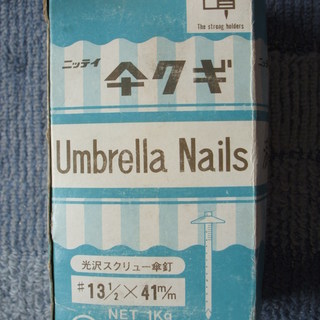 The strong holders
ニッテイ
傘クギ
Umbrella Nails
光沢スクリュー傘釘
#13 1/2 × 41m/m
NET 1Kg